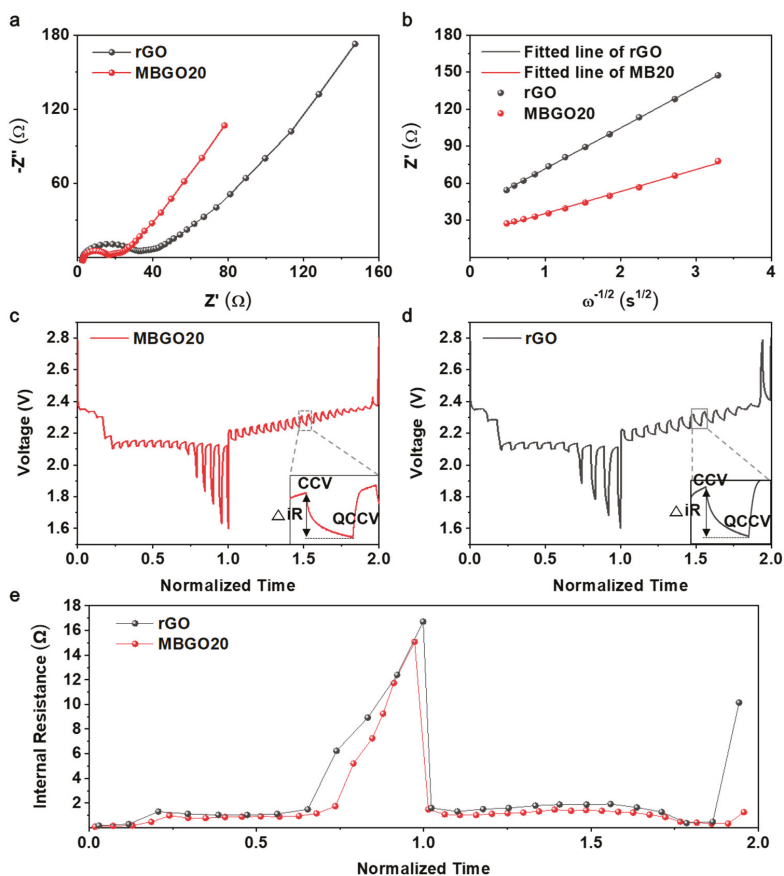 a
rGO
MBGO20
180
150
120
90
60
-Z'' (Ω)
0
40
80
120
160
Z' (Ω)
b
Fitted line of rGO
Fitted line of MB20
rGO
MBGO20
180
150
120
90
60
30
Z' (Ω)
0
1
2
3
4
ω-1/2 (s1/2)
c
MBGO20
2.8
2.6
2.4
2.2
2.0
1.8
1.6
Voltage (V)
CCV
△iR
QCCV
0.0
0.5
1.0
1.5
2.0
Normalized Time
d
rGO
2.8
2.6
2.4
2.2
2.0
1.8
1.6
Voltage (V)
CCV
△iR
QCCV
0.0
0.5
1.0
1.5
2.0
Normalized Time
e
rGO
MBGO20
18
16
14
12
10
8
6
4
2
Internal Resistance (Ω)
0.0
0.5
1.0
1.5
2.0
Normalized Time